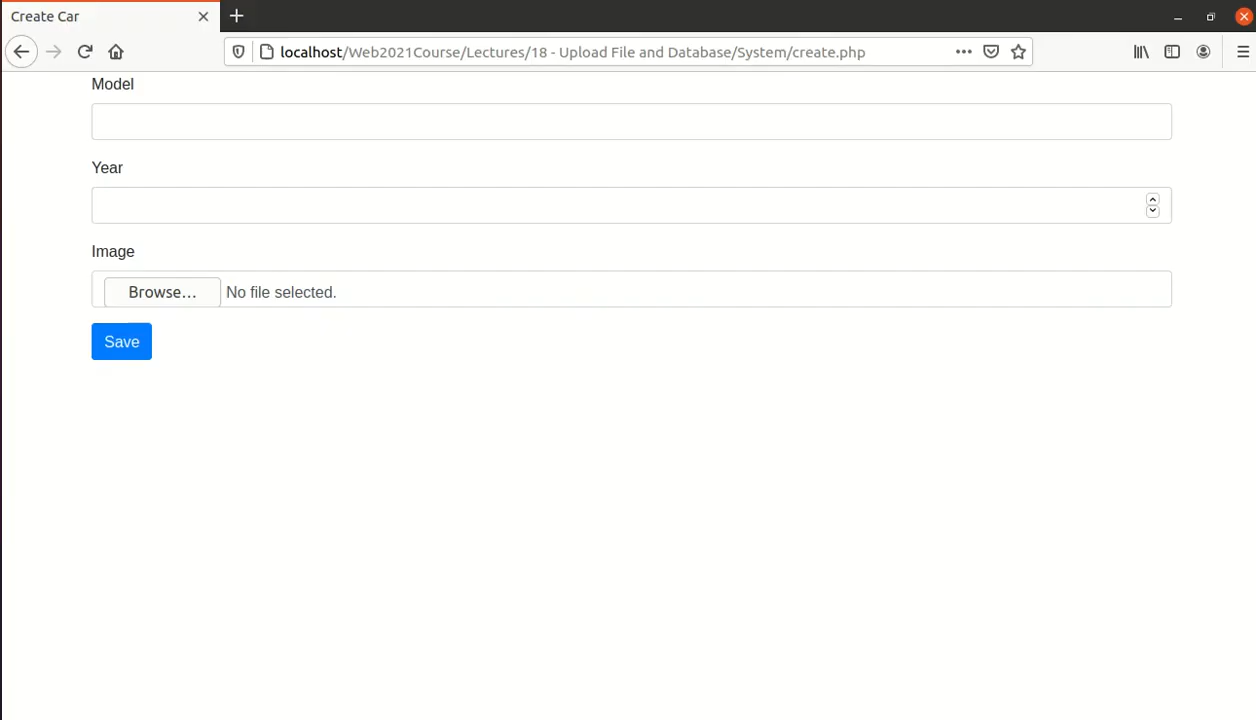 Create Car
localhost/Web2021Course/Lectures/18 - Upload File and Database/System/create.php
Model
Year
Image
Browse... No file selected.
Save